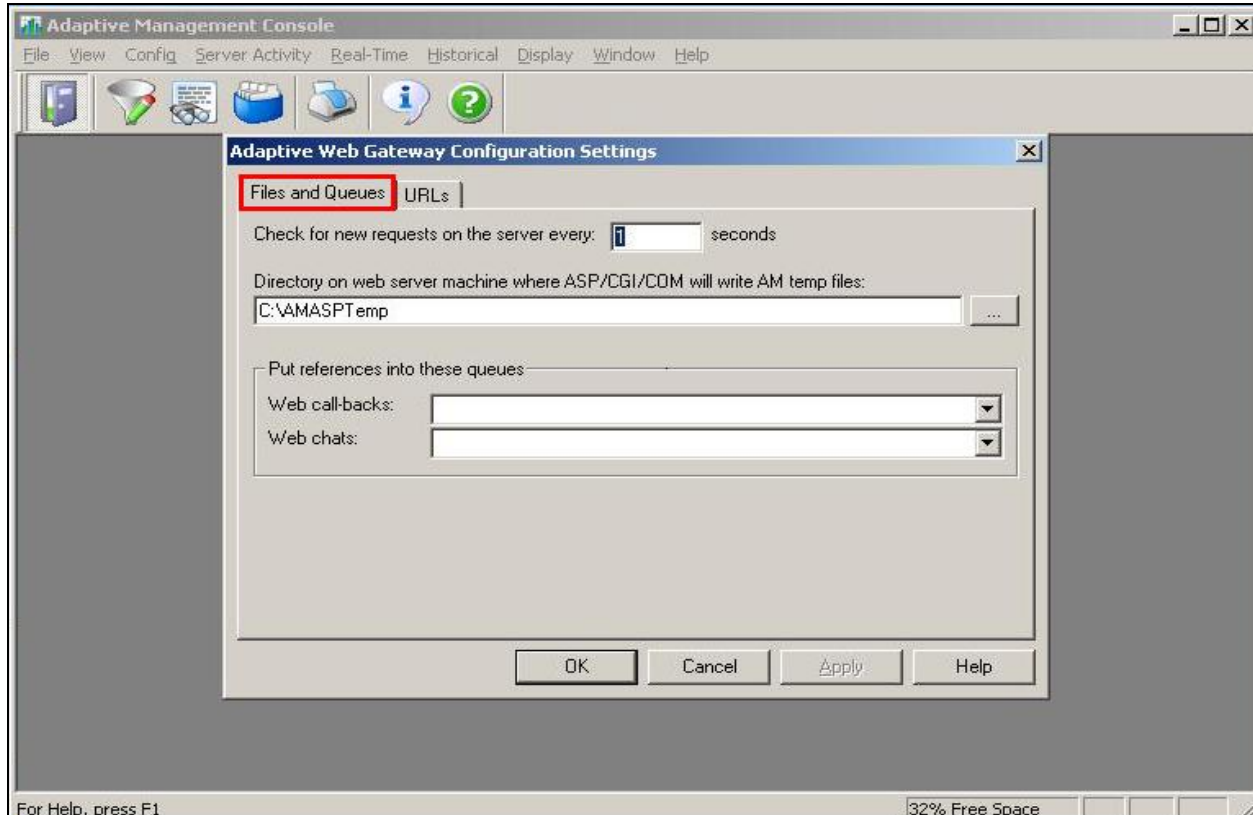 Adaptive Management Console
File View Config Server Activity Real-Time Historical Display Window Help
Adaptive Web Gateway Configuration Settings
Files and Queues URLs
Check for new requests on the server every: 1 seconds
Directory on web server machine where ASP/CGI/COM will write AM temp files:
C:\AMASPTemp ...
Put references into these queues
Web call-backs:
Web chats:
OK Cancel Apply Help
For Help, press F1 32% Free Space